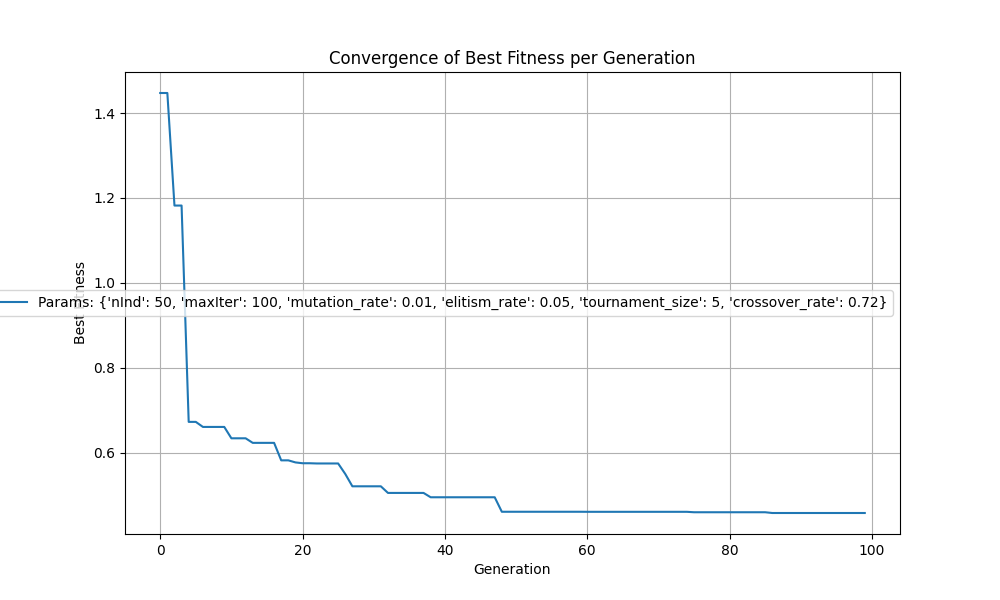 Convergence of Best Fitness per Generation
1.4
1.2
1.0
0.8
0.6
Best
ness
Params: {'nInd': 50, 'maxIter': 100, 'mutation_rate': 0.01, 'elitism_rate': 0.05, 'tournament_size': 5, 'crossover_rate': 0.72}
0 20 40 60 80 100
Generation